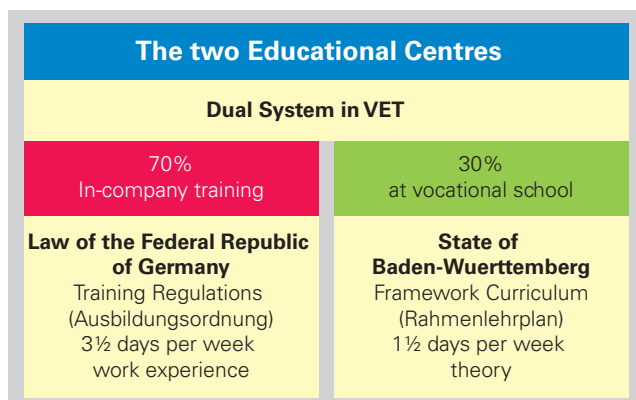 The two Educational Centres
Dual System in VET
70%
In-company training
30%
at vocational school
Law of the Federal Republic
of Germany
Training Regulations
(Ausbildungsordnung)
3½ days per week
work experience
State of
Baden-Wuerttemberg
Framework Curriculum
(Rahmenlehrplan)
1½ days per week
theory